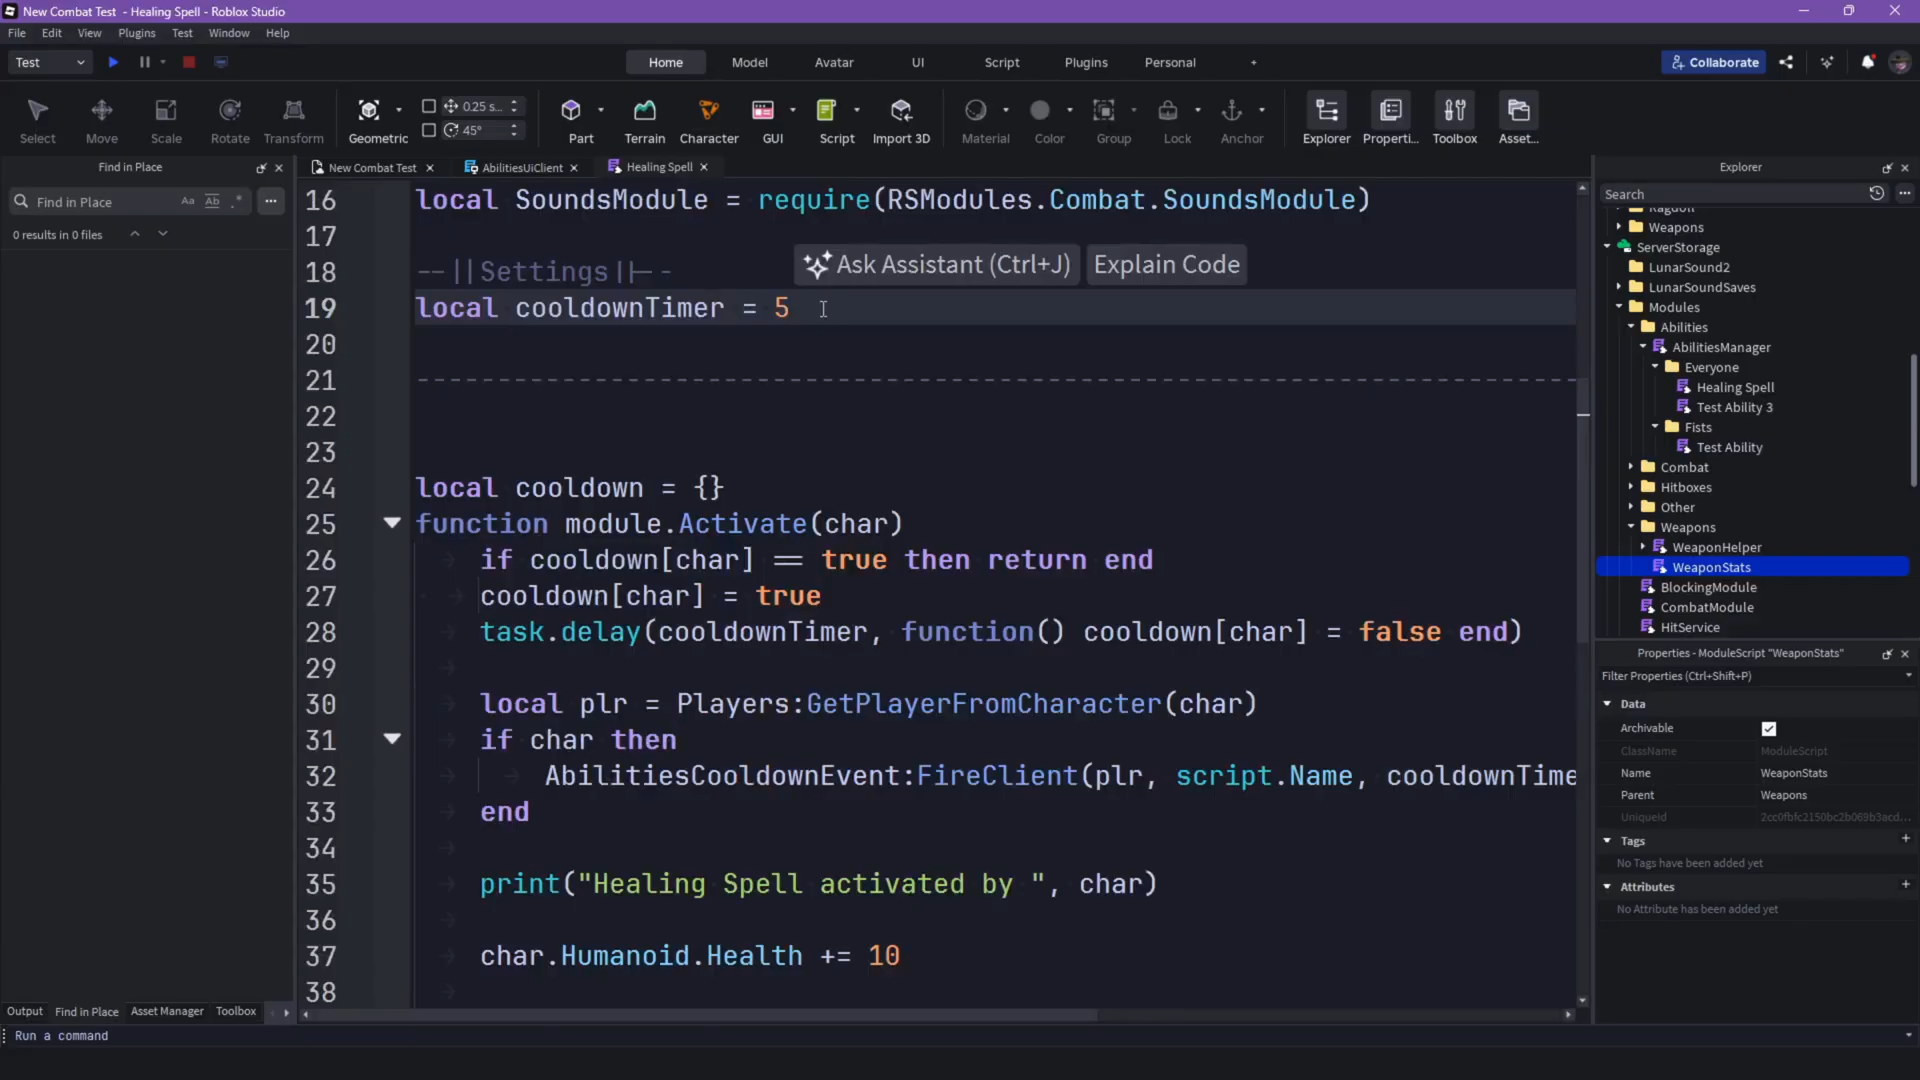 New Combat Test - Healing Spell - Roblox Studio
File Edit View Plugins Test Window Help
Test
Home Model Avatar UI Script Plugins Personal +
Collaborate
0.25 s...
45°
Select Move Scale Rotate Transform Geometric Part Terrain Character GUI Script Import 3D Material Color Group Lock Anchor Explorer Properti... Toolbox Asset...
Find in Place
Find in Place
Aa Ab .* ...
0 results in 0 files
New Combat Test AbilitiesUiClient Healing Spell
16 local SoundsModule = require(RSModules.Combat.SoundsModule)
17
18 --||Settings||--
Ask Assistant (Ctrl+J) Explain Code
19 local cooldownTimer = 5
20
21 ------------------------------------------------------------------------
22
23
24 local cooldown = {}
25 function module.Activate(char)
26 if cooldown[char] == true then return end
27 cooldown[char] = true
28 task.delay(cooldownTimer, function() cooldown[char] = false end)
29
30 local plr = Players:GetPlayerFromCharacter(char)
31 if char then
32 AbilitiesCooldownEvent:FireClient(plr, script.Name, cooldownTime
33 end
34
35 print("Healing Spell activated by ", char)
36
37 char.Humanoid.Health += 10
38
Explorer
Search
Ragdoll
Weapons
ServerStorage
LunarSound2
LunarSoundSaves
Modules
Abilities
AbilitiesManager
Everyone
Healing Spell
Test Ability 3
Fists
Test Ability
Combat
Hitboxes
Other
Weapons
WeaponHelper
WeaponStats
BlockingModule
CombatModule
HitService
Properties - ModuleScript "WeaponStats"
Filter Properties (Ctrl+Shift+P)
Data
Archivable
ClassName ModuleScript
Name WeaponStats
Parent Weapons
UniqueId 2cc0fbfc2150bc2b069b3acd...
Tags
No Tags have been added yet
Attributes
No Attribute has been added yet
Output Find in Place Asset Manager Toolbox
Run a command